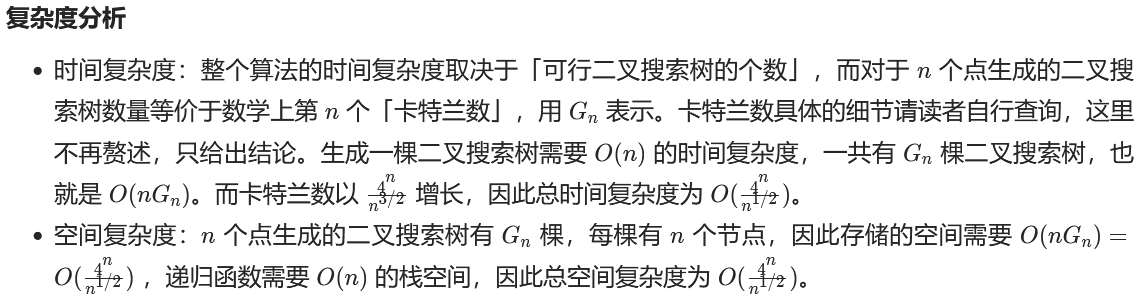 复杂度分析
• 时间复杂度：整个算法的时间复杂度取决于「可行二叉搜索树的个数」，而对于 n 个点生成的二叉搜
索树数量等价于数学上第 n 个「卡特兰数」，用 Gₙ 表示。卡特兰数具体的细节请读者自行查询，这里
不再赘述，只给出结论。生成一棵二叉搜索树需要 O(n) 的时间复杂度，一共有 Gₙ 棵二叉搜索树，也
就是 O(nGₙ)。而卡特兰数以 4^n/n^{3/2} 增长，因此总时间复杂度为 O(4^n/n^{1/2})。
• 空间复杂度：n 个点生成的二叉搜索树有 Gₙ 棵，每棵有 n 个节点，因此存储的空间需要 O(nGₙ) =
O(4^n/n^{1/2})，递归函数需要 O(n) 的栈空间，因此总空间复杂度为 O(4^n/n^{1/2})。